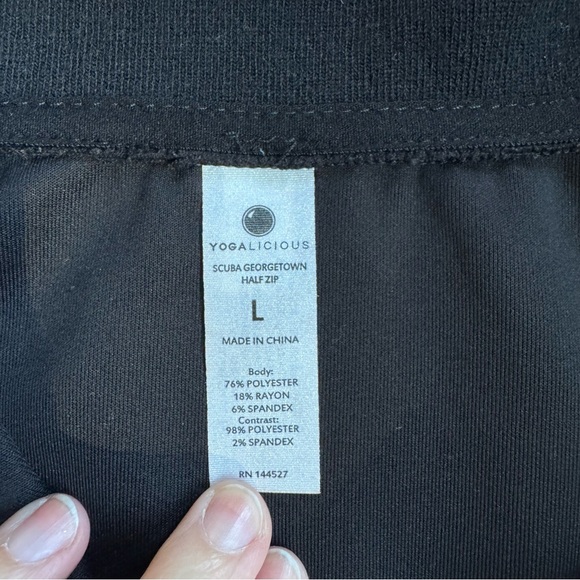 YOGALICIOUS
SCUBA GEORGETOWN
HALF ZIP
L
MADE IN CHINA
Body:
76% POLYESTER
18% RAYON
6% SPANDEX
Contrast:
98% POLYESTER
2% SPANDEX
RN 144527